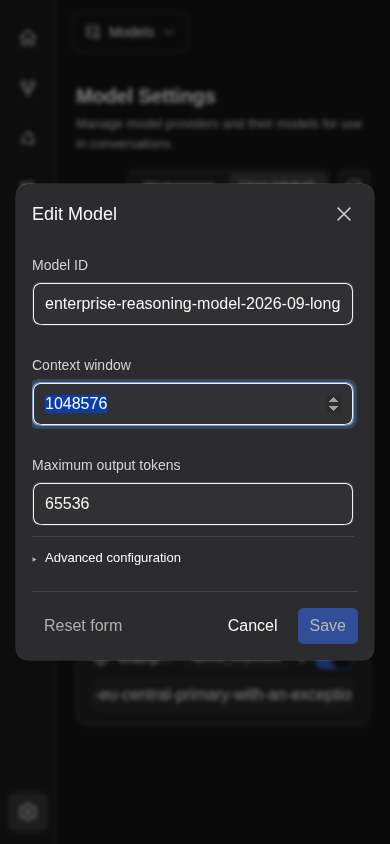 Models
Model Settings
Manage model providers and their models for use
in conversations.
Edit Model
Model ID
enterprise-reasoning-model-2026-09-long
Context window
1048576
Maximum output tokens
65536
Advanced configuration
Reset form
Cancel
Save
-eu-central-primary-with-an-exceptio